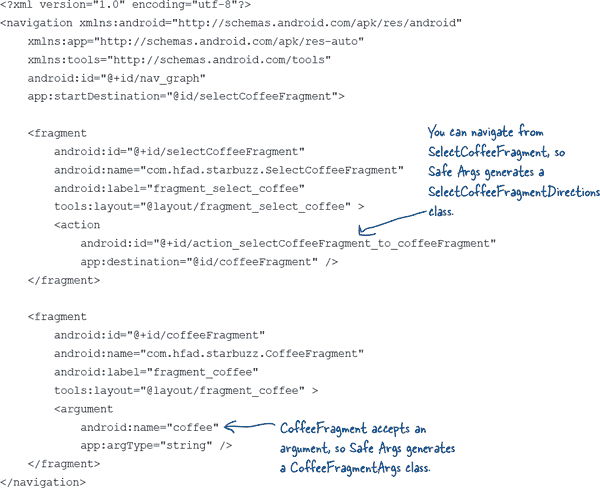 <?xml version="1.0" encoding="utf-8"?>
<navigation xmlns:android="http://schemas.android.com/apk/res/android"
    xmlns:app="http://schemas.android.com/apk/res-auto"
    xmlns:tools="http://schemas.android.com/tools"
    android:id="@+id/nav_graph"
    app:startDestination="@id/selectCoffeeFragment">
    <fragment
        android:id="@+id/selectCoffeeFragment"
        android:name="com.hfad.starbuzz.SelectCoffeeFragment"
        android:label="fragment_select_coffee"
        tools:layout="@layout/fragment_select_coffee" >
        <action
            android:id="@+id/action_selectCoffeeFragment_to_coffeeFragment"
            app:destination="@id/coffeeFragment" />
    </fragment>
You can navigate from
SelectCoffeeFragment, so
Safe Args generates a
SelectCoffeeFragmentDirections
class.
    <fragment
        android:id="@+id/coffeeFragment"
        android:name="com.hfad.starbuzz.CoffeeFragment"
        android:label="fragment_coffee"
        tools:layout="@layout/fragment_coffee" >
        <argument
            android:name="coffee"
            app:argType="string" />
    </fragment>
</navigation>
CoffeeFragment accepts an
argument, so Safe Args generates
a CoffeeFragmentArgs class.